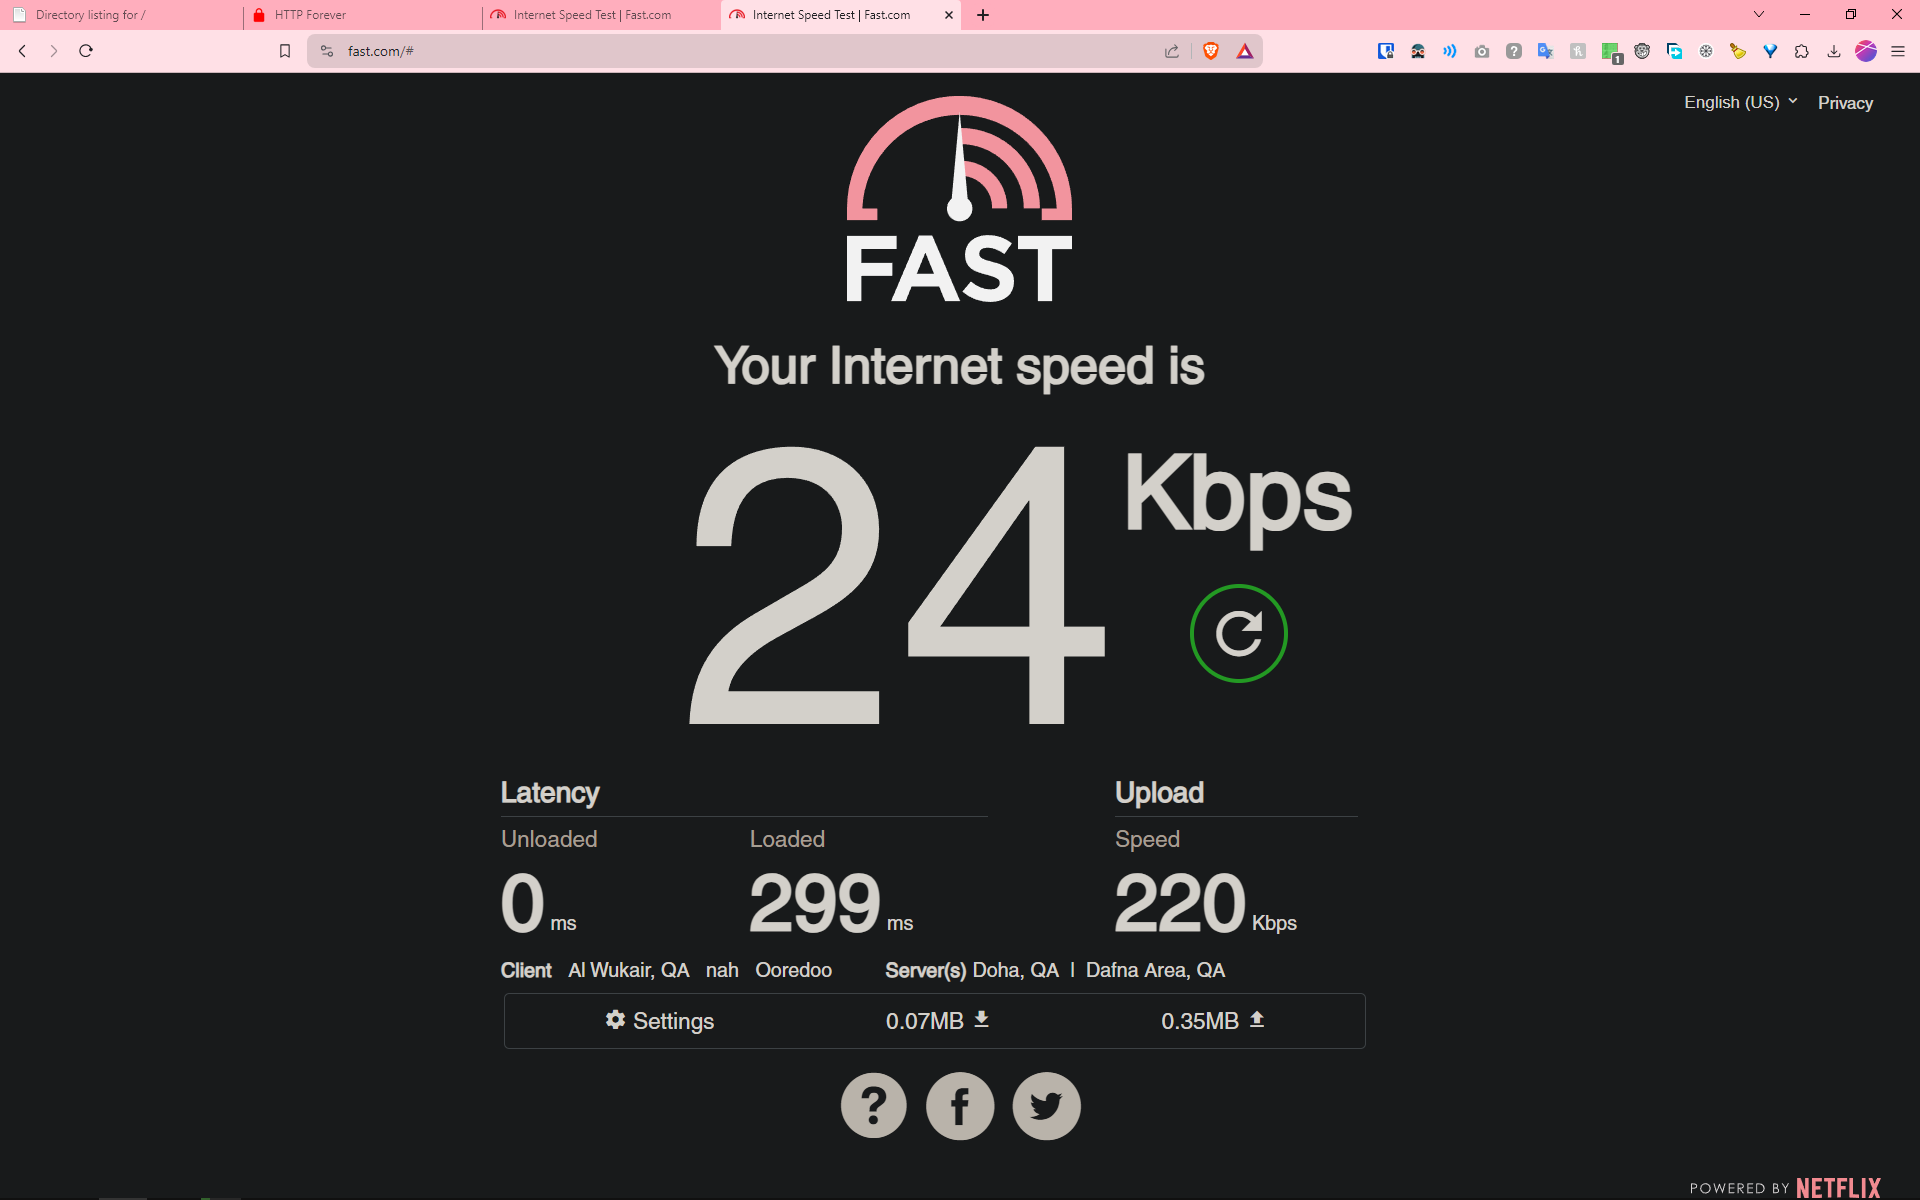 Directory listing for /
HTTP Forever
Internet Speed Test | Fast.com
Internet Speed Test | Fast.com
fast.com/#
1
English (US)
Privacy
FAST
Your Internet speed is
24 Kbps
Latency
Upload
Unloaded
Loaded
Speed
0 ms
299 ms
220 Kbps
Client Al Wukair, QA nah Ooredoo Server(s) Doha, QA | Dafna Area, QA
Settings 0.07MB 0.35MB
?
POWERED BY NETFLIX